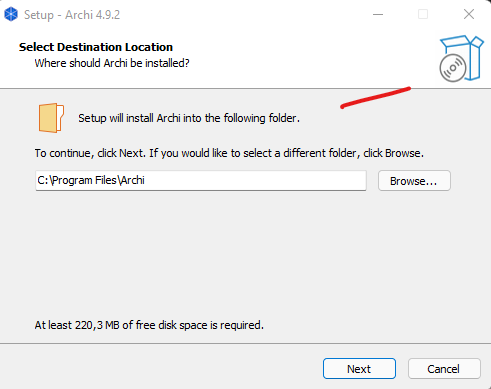 Setup - Archi 4.9.2
Select Destination Location
Where should Archi be installed?
Setup will install Archi into the following folder.
To continue, click Next. If you would like to select a different folder, click Browse.
C:\Program Files\Archi
Browse...
At least 220,3 MB of free disk space is required.
Next
Cancel